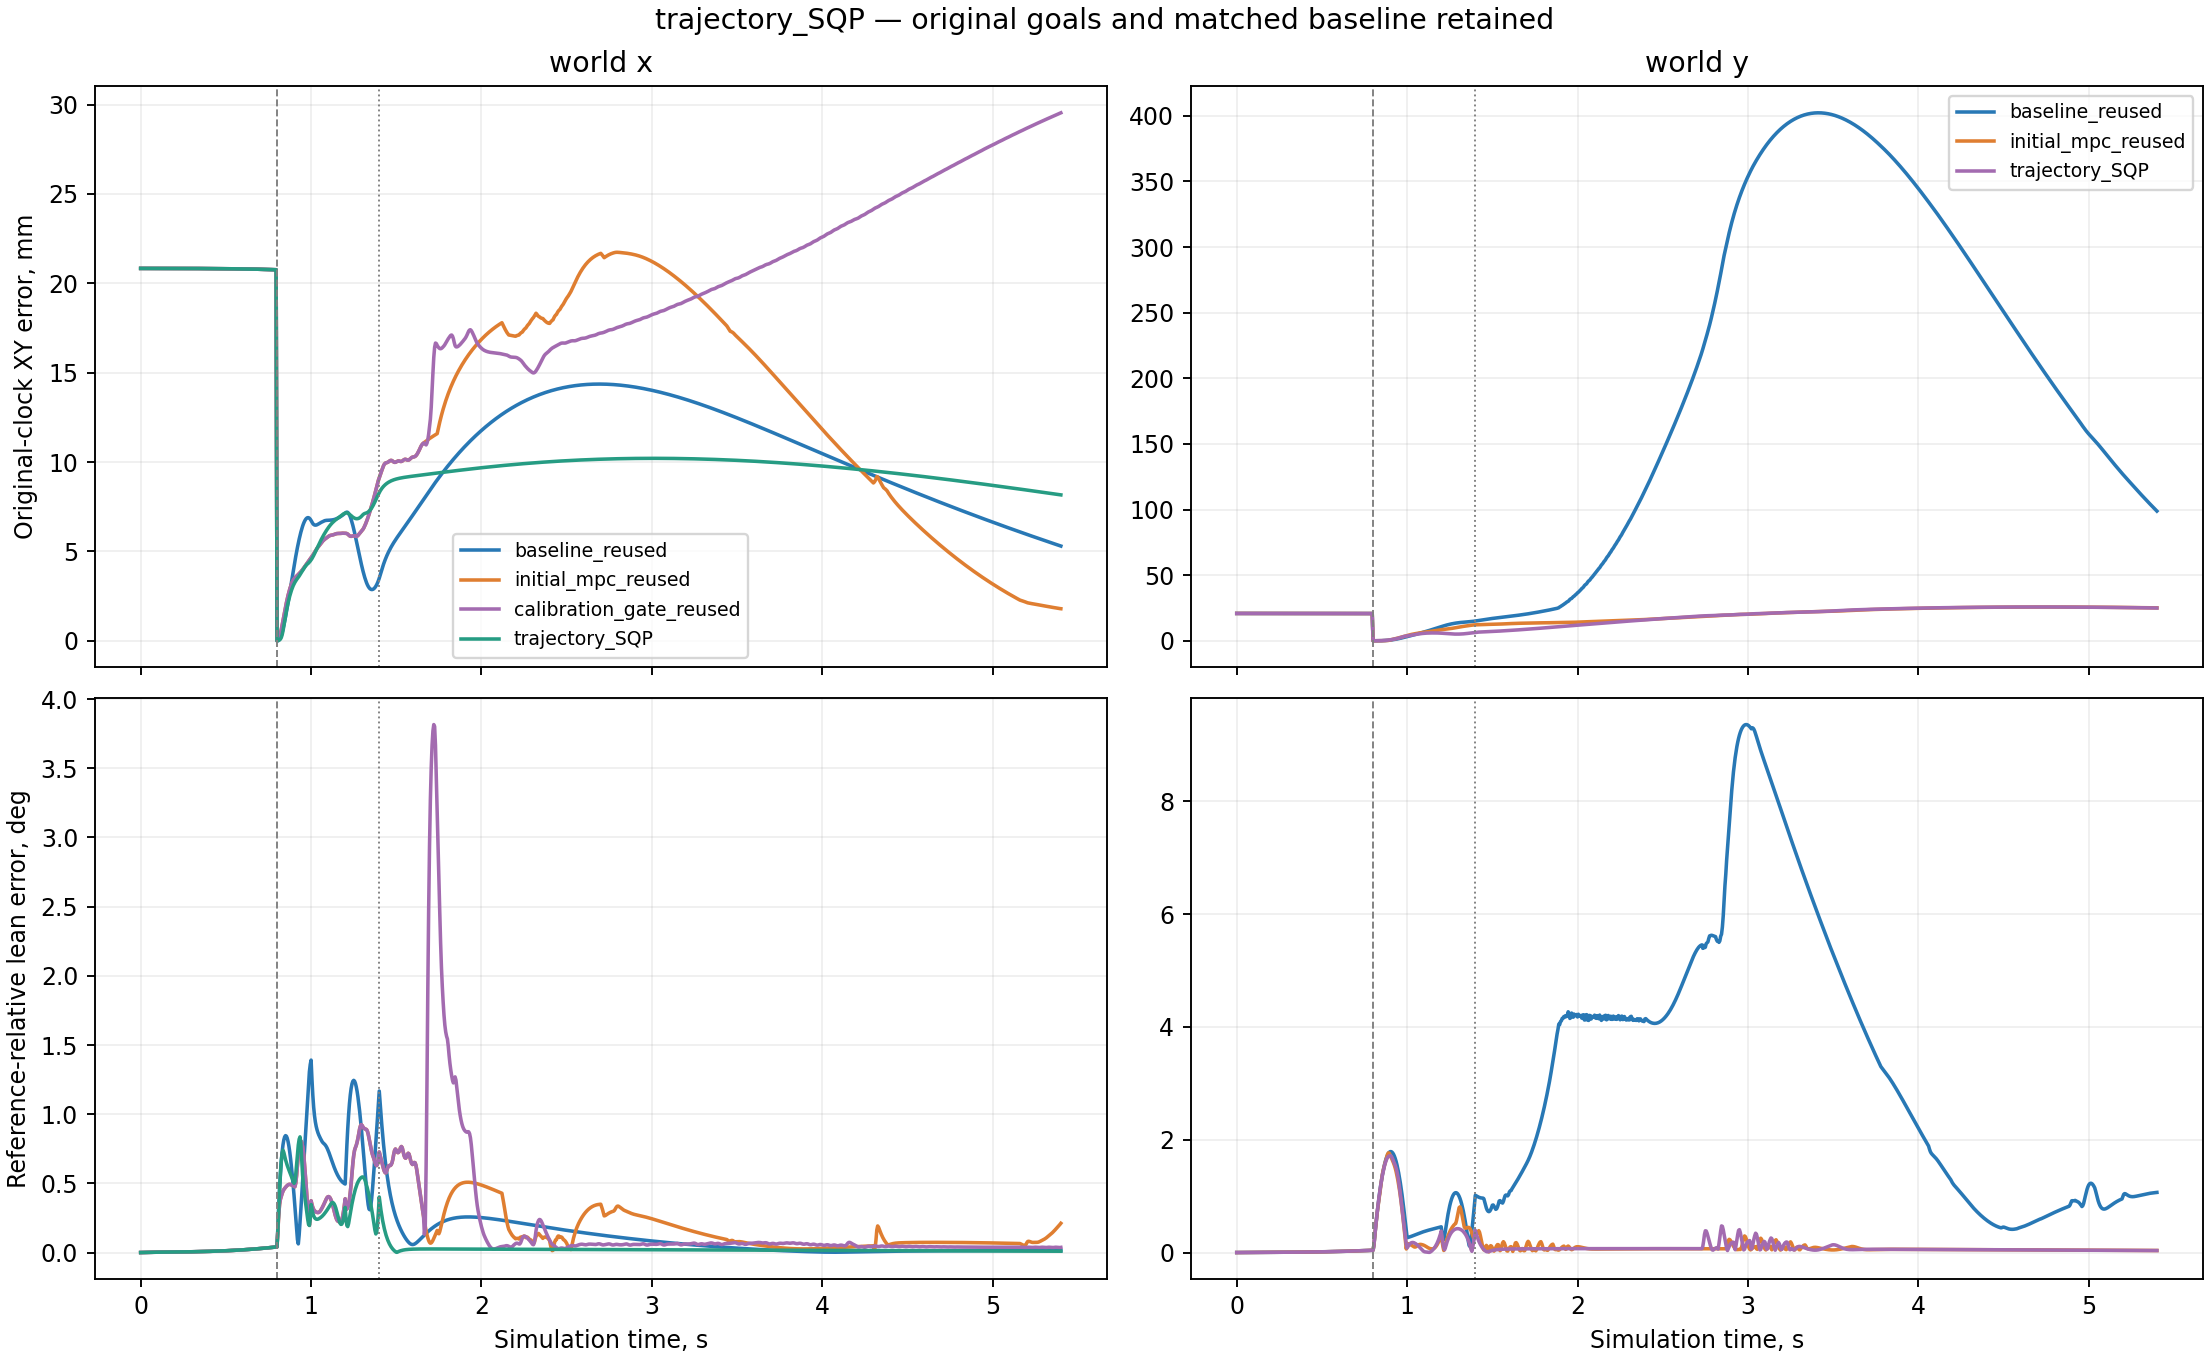 trajectory_SQP — original goals and matched baseline retained
world x
Original-clock XY error, mm
30
25
20
15
10
5
0
baseline_reused
initial_mpc_reused
calibration_gate_reused
trajectory_SQP
world y
400
350
300
250
200
150
100
50
0
baseline_reused
initial_mpc_reused
trajectory_SQP
Reference-relative lean error, deg
4.0
3.5
3.0
2.5
2.0
1.5
1.0
0.5
0.0
0 1 2 3 4 5
Simulation time, s
8
6
4
2
0
0 1 2 3 4 5
Simulation time, s